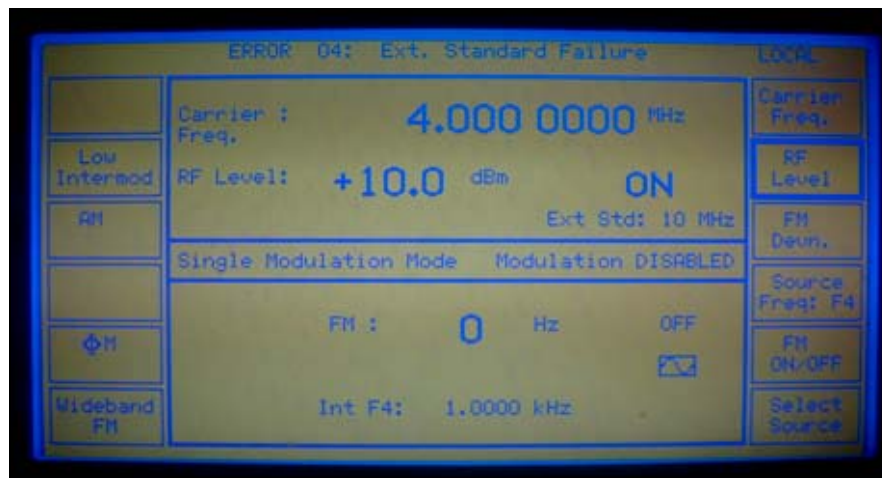 ERROR 04: Ext. Standard Failure
LOCAL
Low
Intermod
AM
ΦM
Wideband
FM
Carrier :
Freq.
4.000 0000 MHz
RF Level: +10.0 dBm ON
Ext Std: 10 MHz
Single Modulation Mode Modulation DISABLED
FM : 0 Hz OFF
Int F4: 1.0000 kHz
Carrier
Freq.
RF
Level
FM
Devn.
Source
Freq: F4
FM
ON/OFF
Select
Source